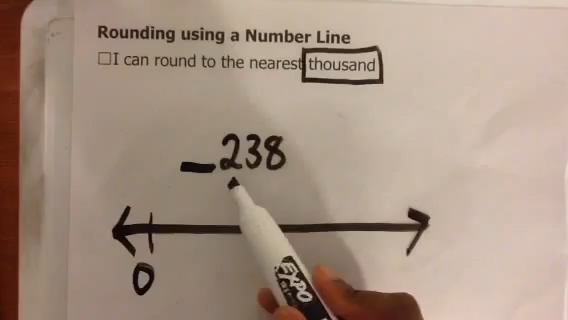 Rounding using a Number Line
☐I can round to the nearest thousand
_238
0
EXPO